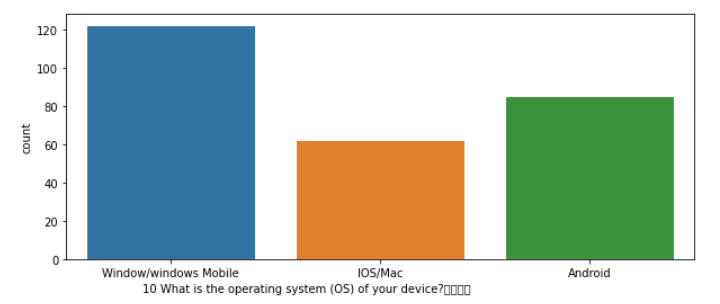 120
100
80
60
40
20
0
count
Window/windows Mobile
IOS/Mac
Android
10 What is the operating system (OS) of your device?